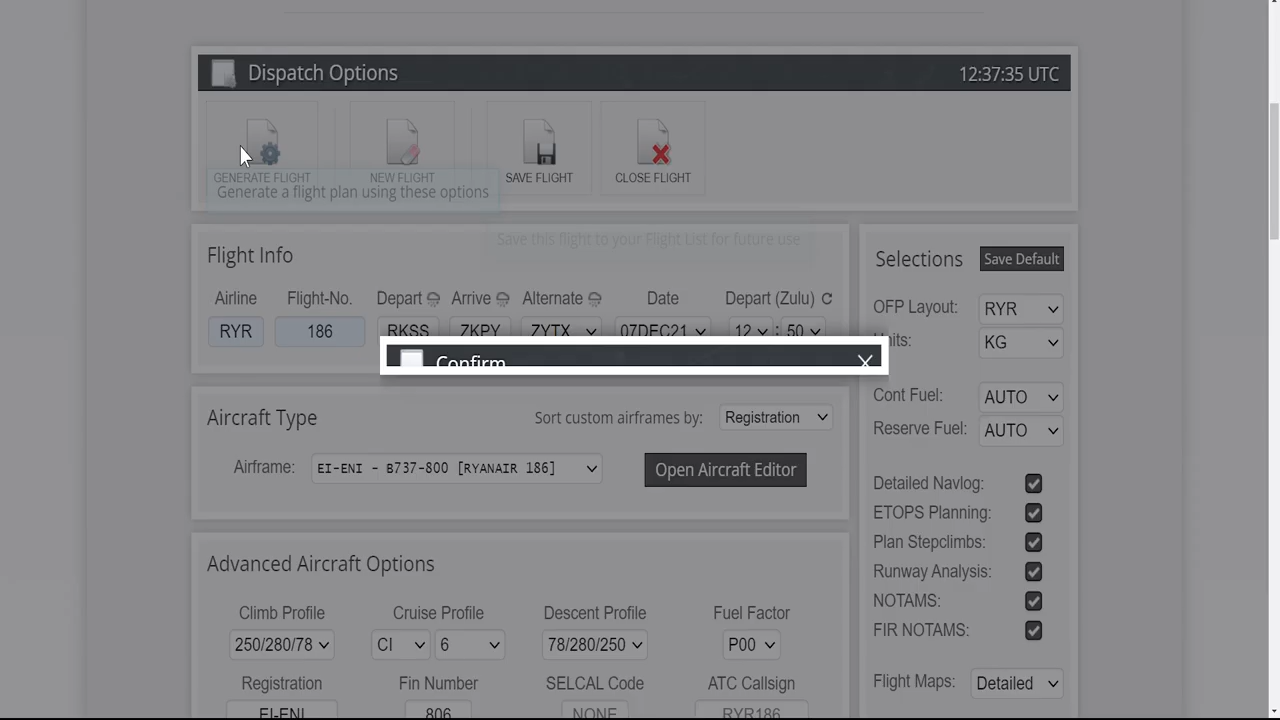 Dispatch Options 12:37:35 UTC
GENERATE FLIGHT NEW FLIGHT SAVE FLIGHT CLOSE FLIGHT
Generate a flight plan using these options
Save this flight to your Flight List for future use
Flight Info
Airline Flight-No. Depart Arrive Alternate Date Depart (Zulu)
RYR 186 RKSS ZKPY ZYTX 07DEC21 12 : 50
Confirm
Aircraft Type Sort custom airframes by: Registration
Airframe: EI-ENI - B737-800 [RYANAIR 186] Open Aircraft Editor
Advanced Aircraft Options
Climb Profile Cruise Profile Descent Profile Fuel Factor
250/280/78 CI 6 78/280/250 P00
Registration Fin Number SELCAL Code ATC Callsign
EI-ENI 806 NONE RYR186
Selections Save Default
OFP Layout: RYR
Units: KG
Cont Fuel: AUTO
Reserve Fuel: AUTO
Detailed Navlog:
ETOPS Planning:
Plan Stepclimbs:
Runway Analysis:
NOTAMS:
FIR NOTAMS:
Flight Maps: Detailed